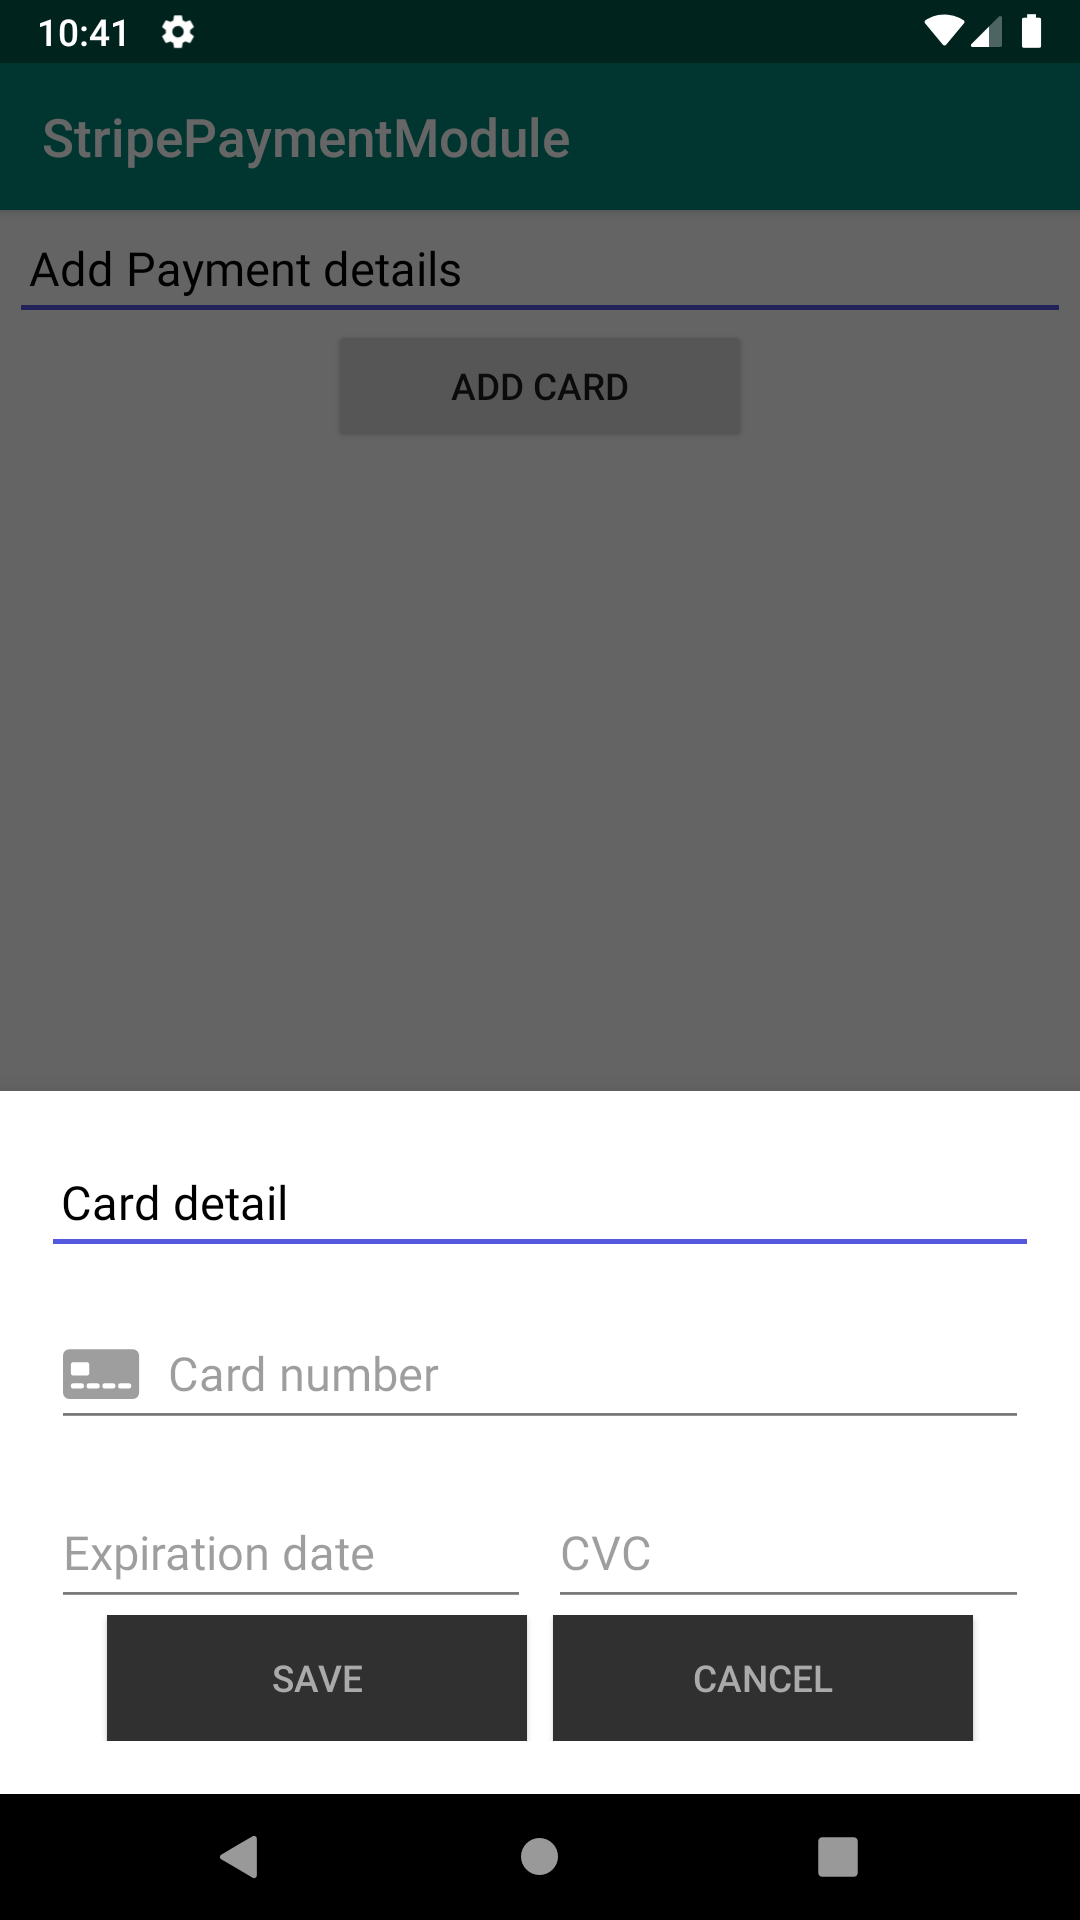 10:41
StripePaymentModule
Add Payment details
ADD CARD
Card detail
Card number
Expiration date CVC
SAVE CANCEL